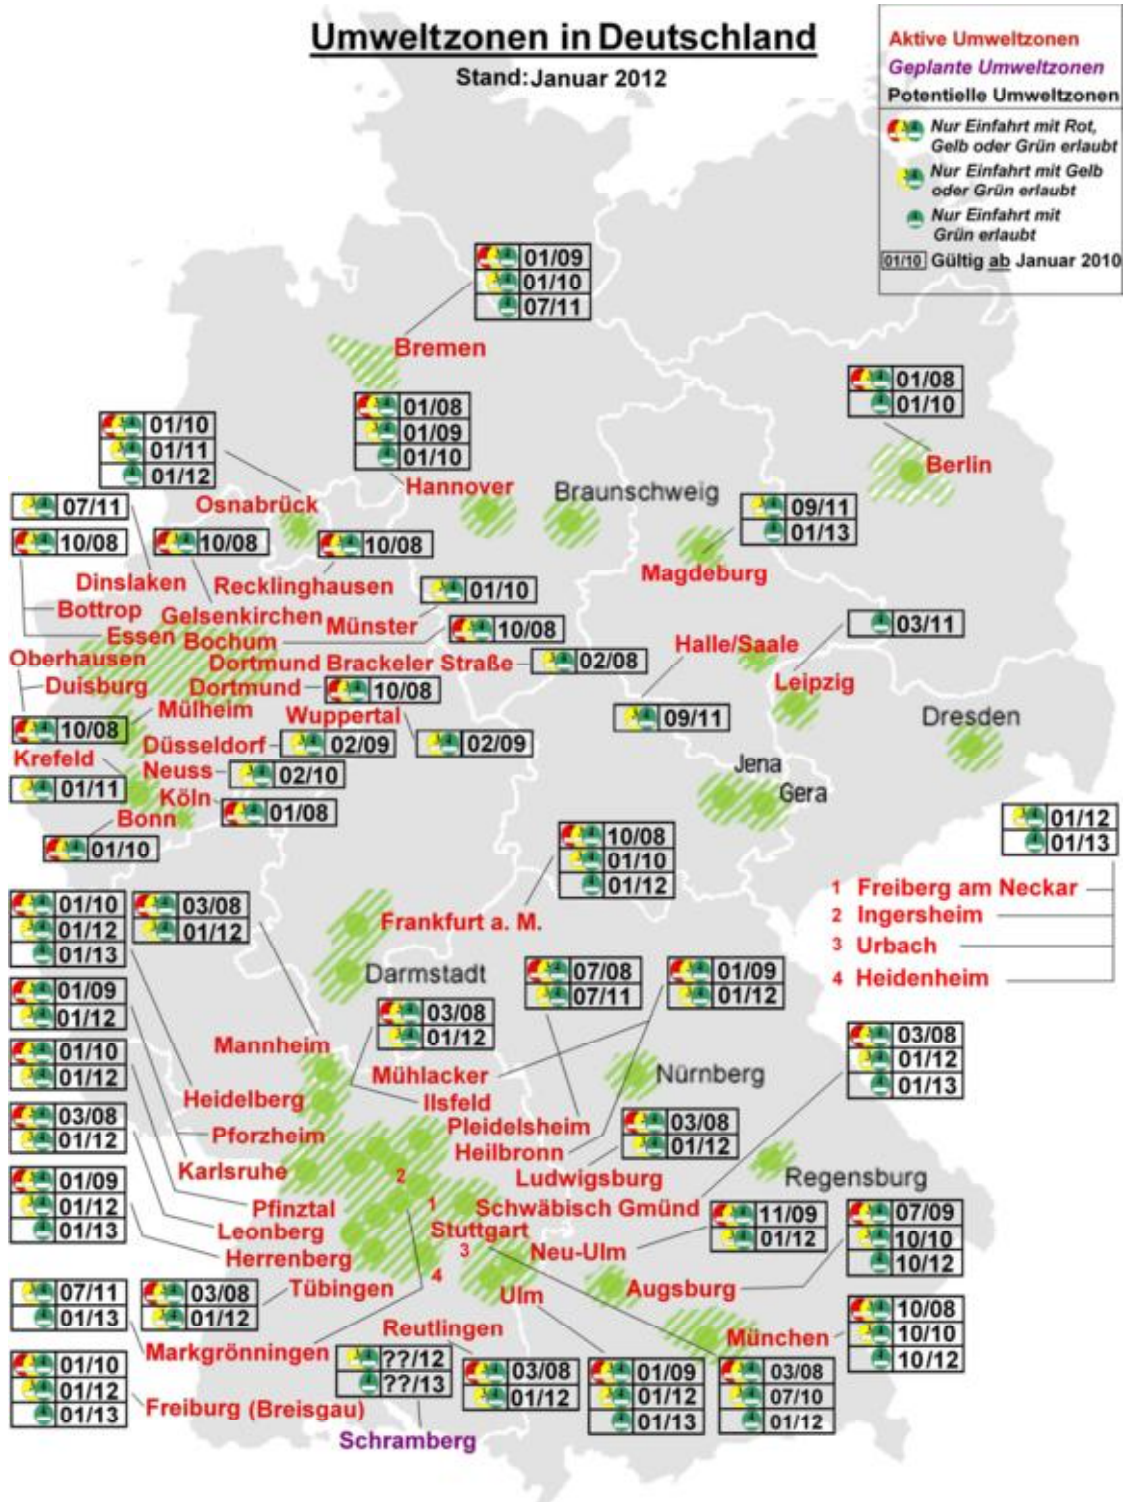 Umweltzonen in Deutschland
Stand: Januar 2012
Aktive Umweltzonen
Geplante Umweltzonen
Potentielle Umweltzonen
Nur Einfahrt mit Rot,
Gelb oder Grün erlaubt
Nur Einfahrt mit Gelb
oder Grün erlaubt
Nur Einfahrt mit
Grün erlaubt
01/10 Gültig ab Januar 2010
01/09
01/10
07/11
Bremen
01/08
01/10
Berlin
01/08
01/09
01/10
Hannover
01/10
01/11
01/12
Osnabrück
Braunschweig
09/11
01/13
Magdeburg
07/11
10/08
10/08
10/08
Dinslaken
Recklinghausen
01/10
Bottrop
Gelsenkirchen
Münster
Essen
Bochum
10/08
Oberhausen
Dortmund Brackeler Straße
02/08
Duisburg
Dortmund
10/08
Mülheim
Wuppertal
10/08
Düsseldorf
02/09
02/09
Krefeld
Neuss
02/10
01/11
Köln
01/08
Bonn
01/10
Halle/Saale
03/11
Leipzig
09/11
Dresden
Jena
Gera
01/12
01/13
1 Freiberg am Neckar
2 Ingersheim
3 Urbach
4 Heidenheim
10/08
01/10
01/12
Frankfurt a. M.
01/10
01/12
01/13
03/08
01/12
Darmstadt
07/08
07/11
01/09
01/12
01/09
01/12
03/08
01/12
Mannheim
03/08
01/12
01/13
01/10
01/12
Mühlacker
Nürnberg
Heidelberg
Ilsfeld
03/08
01/12
Pforzheim
Pleidelsheim
03/08
01/12
Heilbronn
Karlsruhe
2
Ludwigsburg
Regensburg
01/09
01/12
01/13
Pfinztal
1
Schwäbisch Gmünd
Leonberg
Stuttgart
11/09
01/12
07/09
10/10
10/12
Herrenberg
3
Neu-Ulm
4
07/11
01/13
03/08
01/12
Tübingen
Ulm
Augsburg
10/08
10/10
10/12
Markgrönningen
Reutlingen
München
01/10
01/12
01/13
Freiburg (Breisgau)
??/12
??/13
03/08
01/12
01/09
01/12
01/13
03/08
07/10
01/12
Schramberg